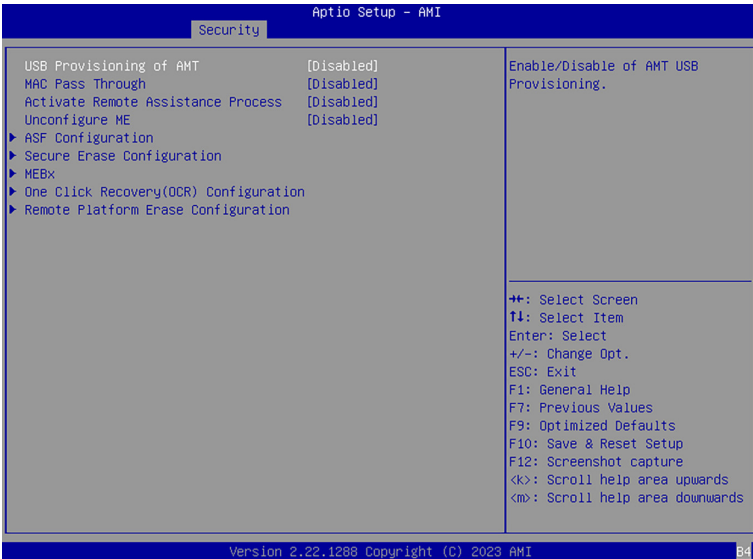 Aptio Setup – AMI
Security
USB Provisioning of AMT [Disabled]
MAC Pass Through [Disabled]
Activate Remote Assistance Process [Disabled]
Unconfigure ME [Disabled]
ASF Configuration
Secure Erase Configuration
MEBx
One Click Recovery(OCR) Configuration
Remote Platform Erase Configuration
Enable/Disable of AMT USB
Provisioning.
→←: Select Screen
↑↓: Select Item
Enter: Select
+/-: Change Opt.
ESC: Exit
F1: General Help
F7: Previous Values
F9: Optimized Defaults
F10: Save & Reset Setup
F12: Screenshot capture
<k>: Scroll help area upwards
<m>: Scroll help area downwards
Version 2.22.1288 Copyright (C) 2023 AMI
B4